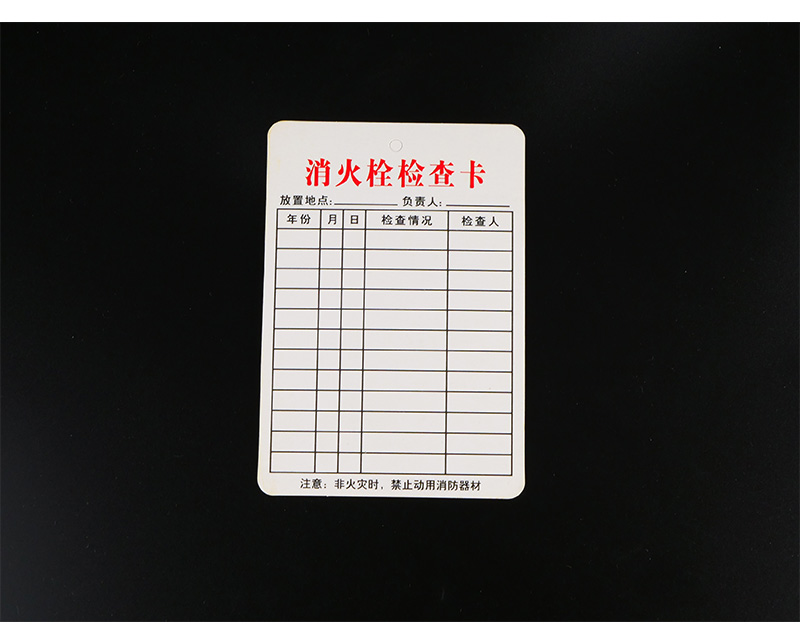 消火栓检查卡
放置地点:________ 负责人:________
年份 月 日 检查情况 检查人
注意：非火灾时，禁止动用消防器材